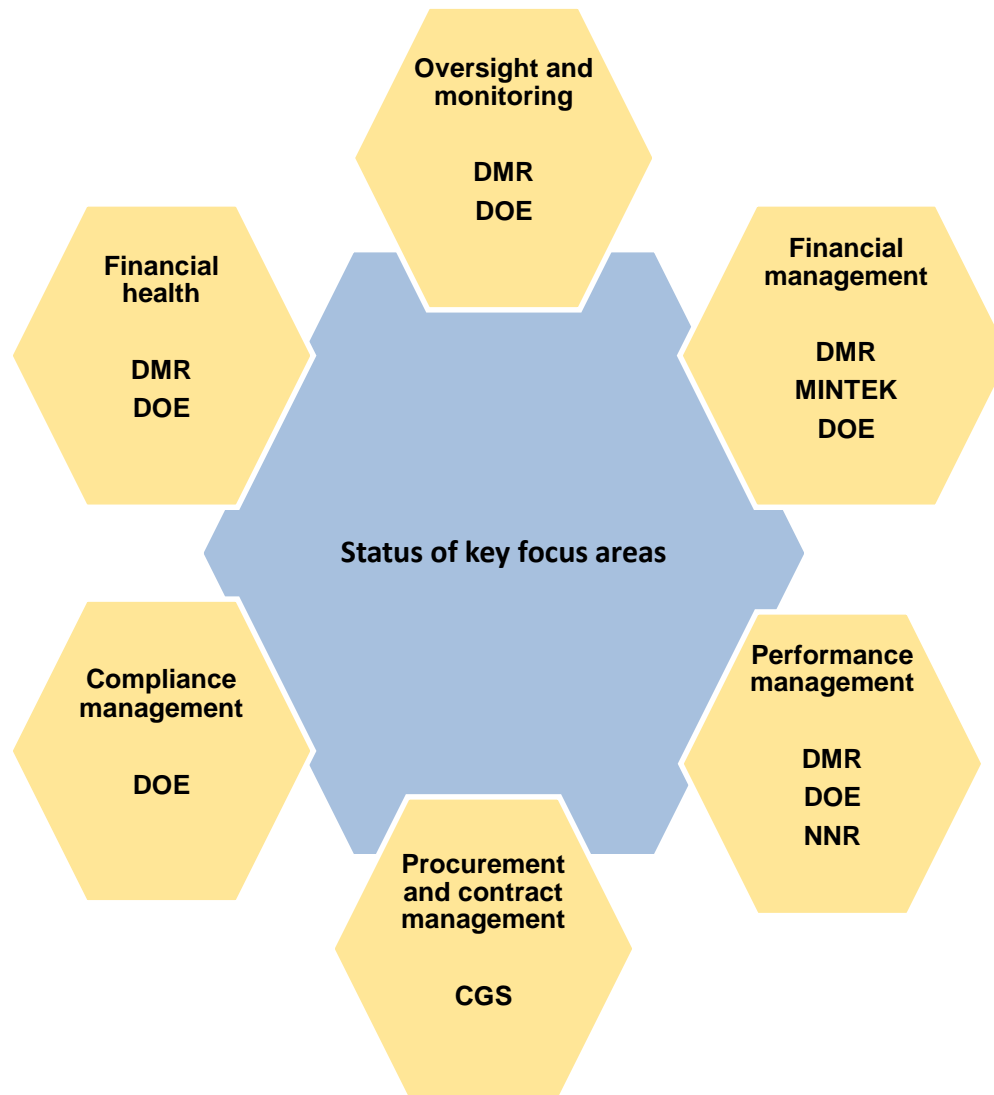 Oversight and
monitoring
DMR
DOE
Financial
management
DMR
MINTEK
DOE
Performance
management
DMR
DOE
NNR
Procurement
and contract
management
CGS
Compliance
management
DOE
Financial
health
DMR
DOE
Status of key focus areas